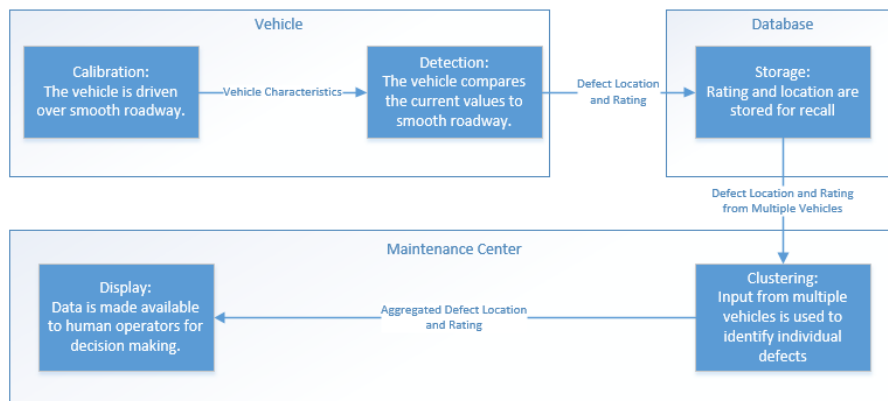 Vehicle
Database
Calibration:
The vehicle is driven
over smooth roadway.
Vehicle Characteristics
Detection:
The vehicle compares
the current values to
smooth roadway.
Defect Location
and Rating
Storage:
Rating and location are
stored for recall
Defect Location and Rating
from Multiple Vehicles
Maintenance Center
Display:
Data is made available
to human operators for
decision making.
Aggregated Defect Location
and Rating
Clustering:
Input from multiple
vehicles is used to
identify individual
defects